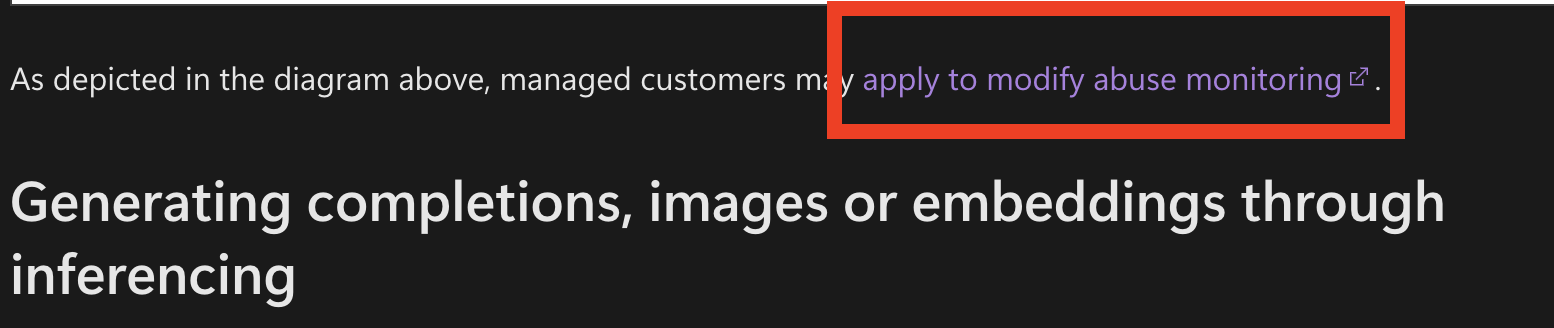 As depicted in the diagram above, managed customers may apply to modify abuse monitoring.
Generating completions, images or embeddings through
inferencing